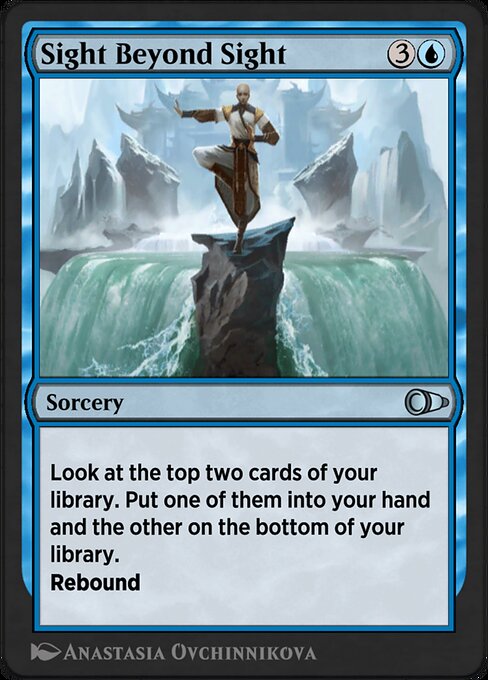 Sight Beyond Sight 3
Sorcery
Look at the top two cards of your
library. Put one of them into your hand
and the other on the bottom of your
library.
Rebound
Anastasia Ovchinnikova